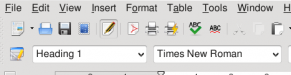 File Edit View Insert Format Table Tools Window H
Heading 1 Times New Roman